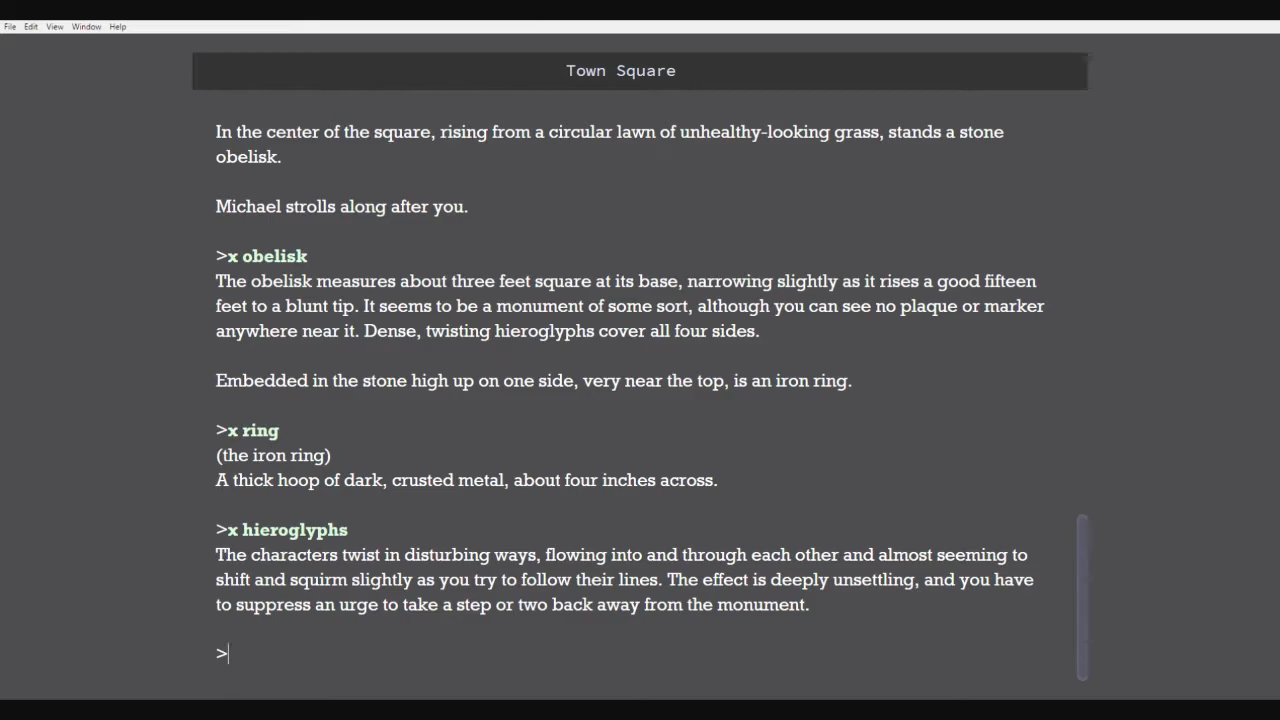 File Edit View Window Help
Town Square
In the center of the square, rising from a circular lawn of unhealthy-looking grass, stands a stone
obelisk.
Michael strolls along after you.
>x obelisk
The obelisk measures about three feet square at its base, narrowing slightly as it rises a good fifteen
feet to a blunt tip. It seems to be a monument of some sort, although you can see no plaque or marker
anywhere near it. Dense, twisting hieroglyphs cover all four sides.
Embedded in the stone high up on one side, very near the top, is an iron ring.
>x ring
(the iron ring)
A thick hoop of dark, crusted metal, about four inches across.
>x hieroglyphs
The characters twist in disturbing ways, flowing into and through each other and almost seeming to
shift and squirm slightly as you try to follow their lines. The effect is deeply unsettling, and you have
to suppress an urge to take a step or two back away from the monument.
>